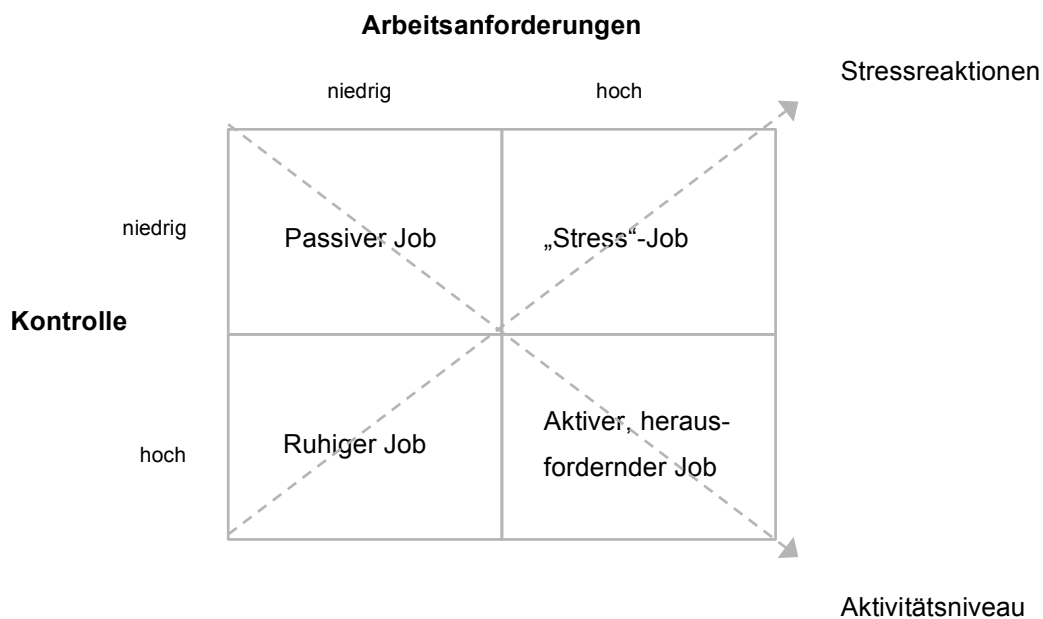 Arbeitsanforderungen
Stressreaktionen
niedrig
hoch
niedrig
Passiver Job
„Stress“-Job
Kontrolle
hoch
Ruhiger Job
Aktiver, heraus-
fordernder Job
Aktivitätsniveau